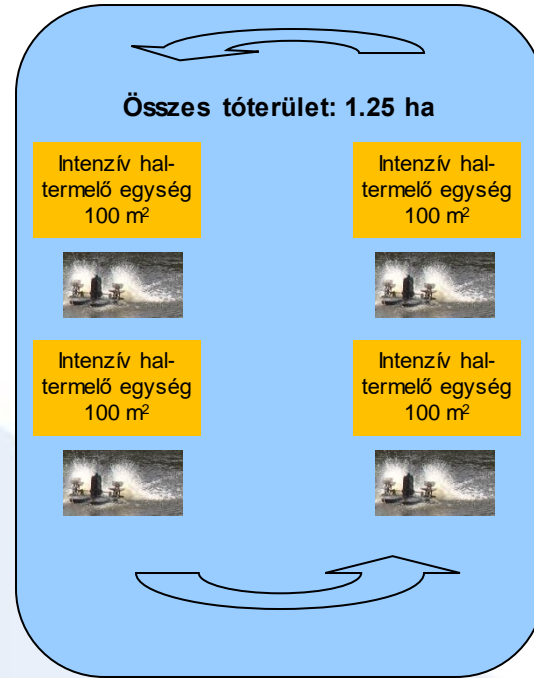 Összes tóterület: 1.25 ha
Intenzív hal-
termelő egység
100 m²
Intenzív hal-
termelő egység
100 m²
Intenzív hal-
termelő egység
100 m²
Intenzív hal-
termelő egység
100 m²